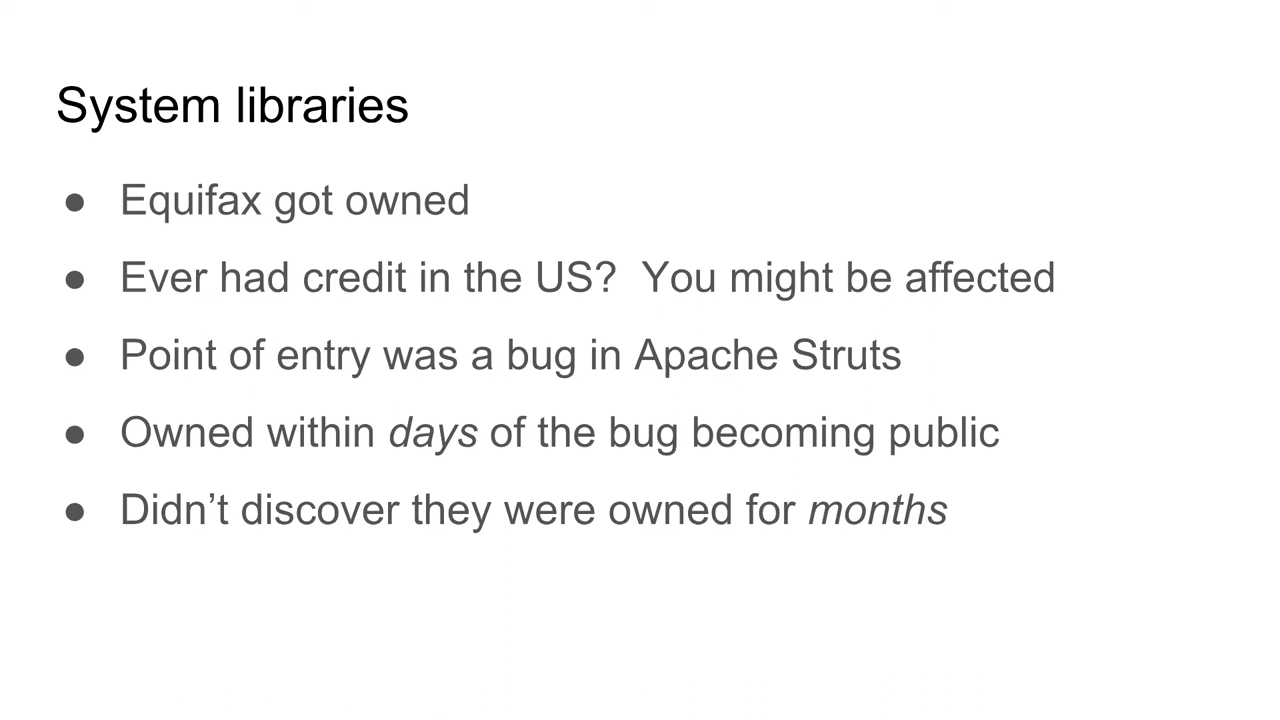 System libraries
● Equifax got owned
● Ever had credit in the US?  You might be affected
● Point of entry was a bug in Apache Struts
● Owned within days of the bug becoming public
● Didn’t discover they were owned for months